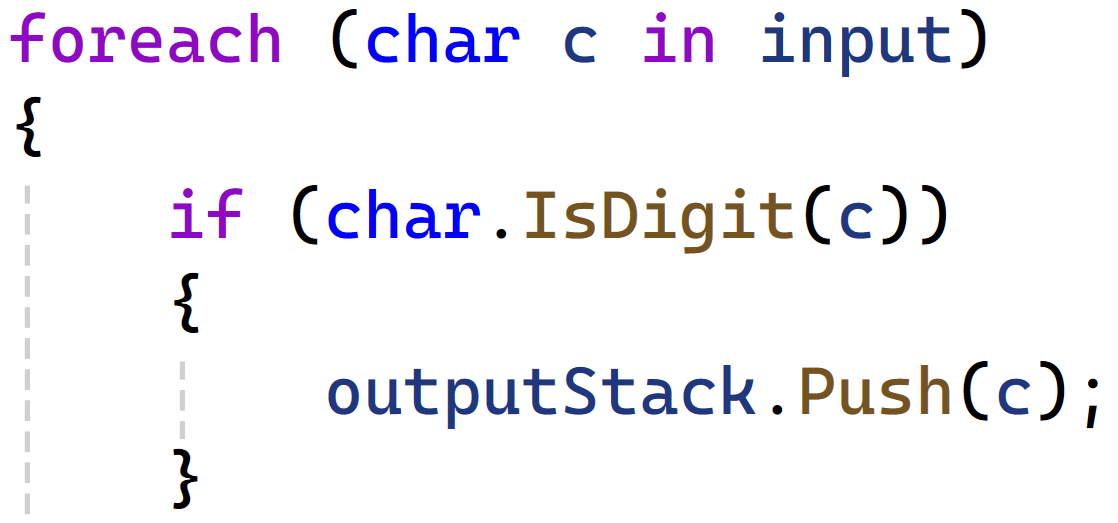 foreach (char c in input)
{
    if (char.IsDigit(c))
    {
        outputStack.Push(c);
    }